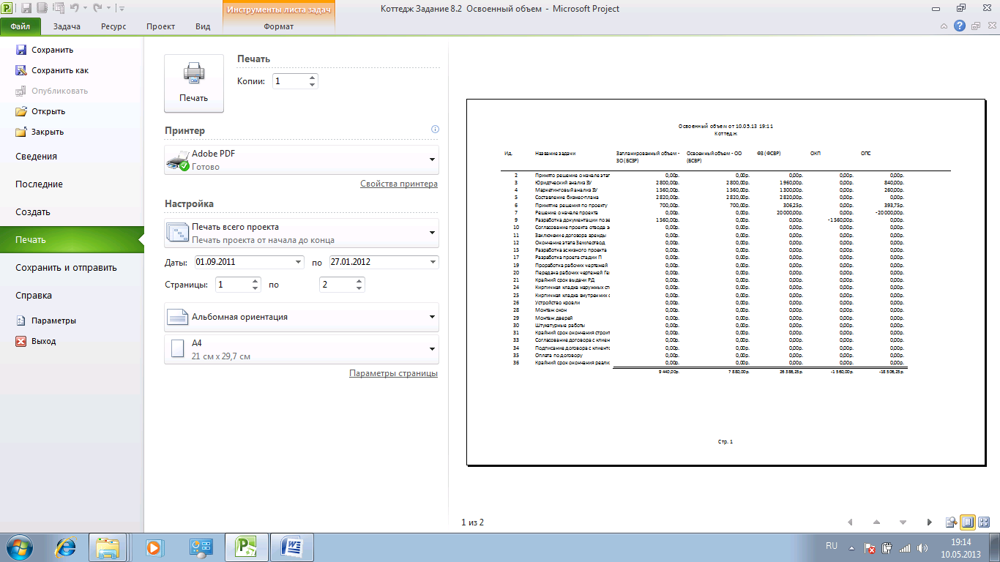 Инструменты листа задач
Коттедж Задание 8.2 Освоенный объем - Microsoft Project
Файл Задача Ресурс Проект Вид Формат
Сохранить
Сохранить как
Опубликовать
Открыть
Закрыть
Сведения
Последние
Создать
Печать
Сохранить и отправить
Справка
Параметры
Выход
Печать
Печать
Копии: 1
Принтер
Adobe PDF
Готово
Свойства принтера
Настройка
Печать всего проекта
Печать проекта от начала до конца
Даты: 01.09.2011 по 27.01.2012
Страницы: 1 по 2
Альбомная ориентация
A4
21 см x 29,7 см
Параметры страницы
Освоенный объем от 10.05.13 19:11
Коттедж
Ид. Название задачи Запланированный объем - ОО Освоенный объем - ОО ФЗ (ФСВР) ОКП ОПС
ЗО (БСЗР) (БСВР)
2 Принято решение о начале этап 0,00р. 0,00р. 0,00р. 0,00р. 0,00р.
3 Юридтческий анализ ЗУ 2 800,00р. 2 800,00р. 1 960,00р. 0,00р. 840,00р.
4 Маркетинговый анализ ЗУ 1 560,00р. 1 560,00р. 1 300,00р. 0,00р. 260,00р.
5 Составление бизнес-плана 2 820,00р. 2 820,00р. 2 820,00р. 0,00р. 0,00р.
6 Принятие решения по проекту 700,00р. 700,00р. 306,25р. 0,00р. 393,75р.
7 Решение о начале проекта 0,00р. 0,00р. 20 000,00р. 0,00р. -20 000,00р.
9 Разработка документации по зе 1 560,00р. 0,00р. 0,00р. -1 560,00р. 0,00р.
10 Согласование проекта отвода зе 0,00р. 0,00р. 0,00р. 0,00р. 0,00р.
11 Заключение договора аренды 0,00р. 0,00р. 0,00р. 0,00р. 0,00р.
12 Окончание этапа Землеотвод 0,00р. 0,00р. 0,00р. 0,00р. 0,00р.
15 Разработка эскизного проекта 0,00р. 0,00р. 0,00р. 0,00р. 0,00р.
17 Разработка проета стадии П 0,00р. 0,00р. 0,00р. 0,00р. 0,00р.
19 Проработка рабочих чертежей 0,00р. 0,00р. 0,00р. 0,00р. 0,00р.
20 Передача рабочих чертежей Ген 0,00р. 0,00р. 0,00р. 0,00р. 0,00р.
21 Крайний срок выдачи РД 0,00р. 0,00р. 0,00р. 0,00р. 0,00р.
24 Кирпичная кладка наружных сте 0,00р. 0,00р. 0,00р. 0,00р. 0,00р.
25 Кирпичная кладка внутренних с 0,00р. 0,00р. 0,00р. 0,00р. 0,00р.
26 Устройство кровли 0,00р. 0,00р. 0,00р. 0,00р. 0,00р.
28 Монтаж окон 0,00р. 0,00р. 0,00р. 0,00р. 0,00р.
29 Монтаж дверей 0,00р. 0,00р. 0,00р. 0,00р. 0,00р.
30 Штукатурные работы 0,00р. 0,00р. 0,00р. 0,00р. 0,00р.
31 Крайний срок окончания строит 0,00р. 0,00р. 0,00р. 0,00р. 0,00р.
33 Согласование договора с клиен 0,00р. 0,00р. 0,00р. 0,00р. 0,00р.
34 Подписание договора с клиенто 0,00р. 0,00р. 0,00р. 0,00р. 0,00р.
35 Оплата по договору 0,00р. 0,00р. 0,00р. 0,00р. 0,00р.
36 Крайний срок окончания реализ 0,00р. 0,00р. 0,00р. 0,00р. 0,00р.
9 440,00р. 7 880,00р. 26 386,25р. -1 560,00р. -18 506,25р.
Стр. 1
1 из 2
RU 19:14
10.05.2013